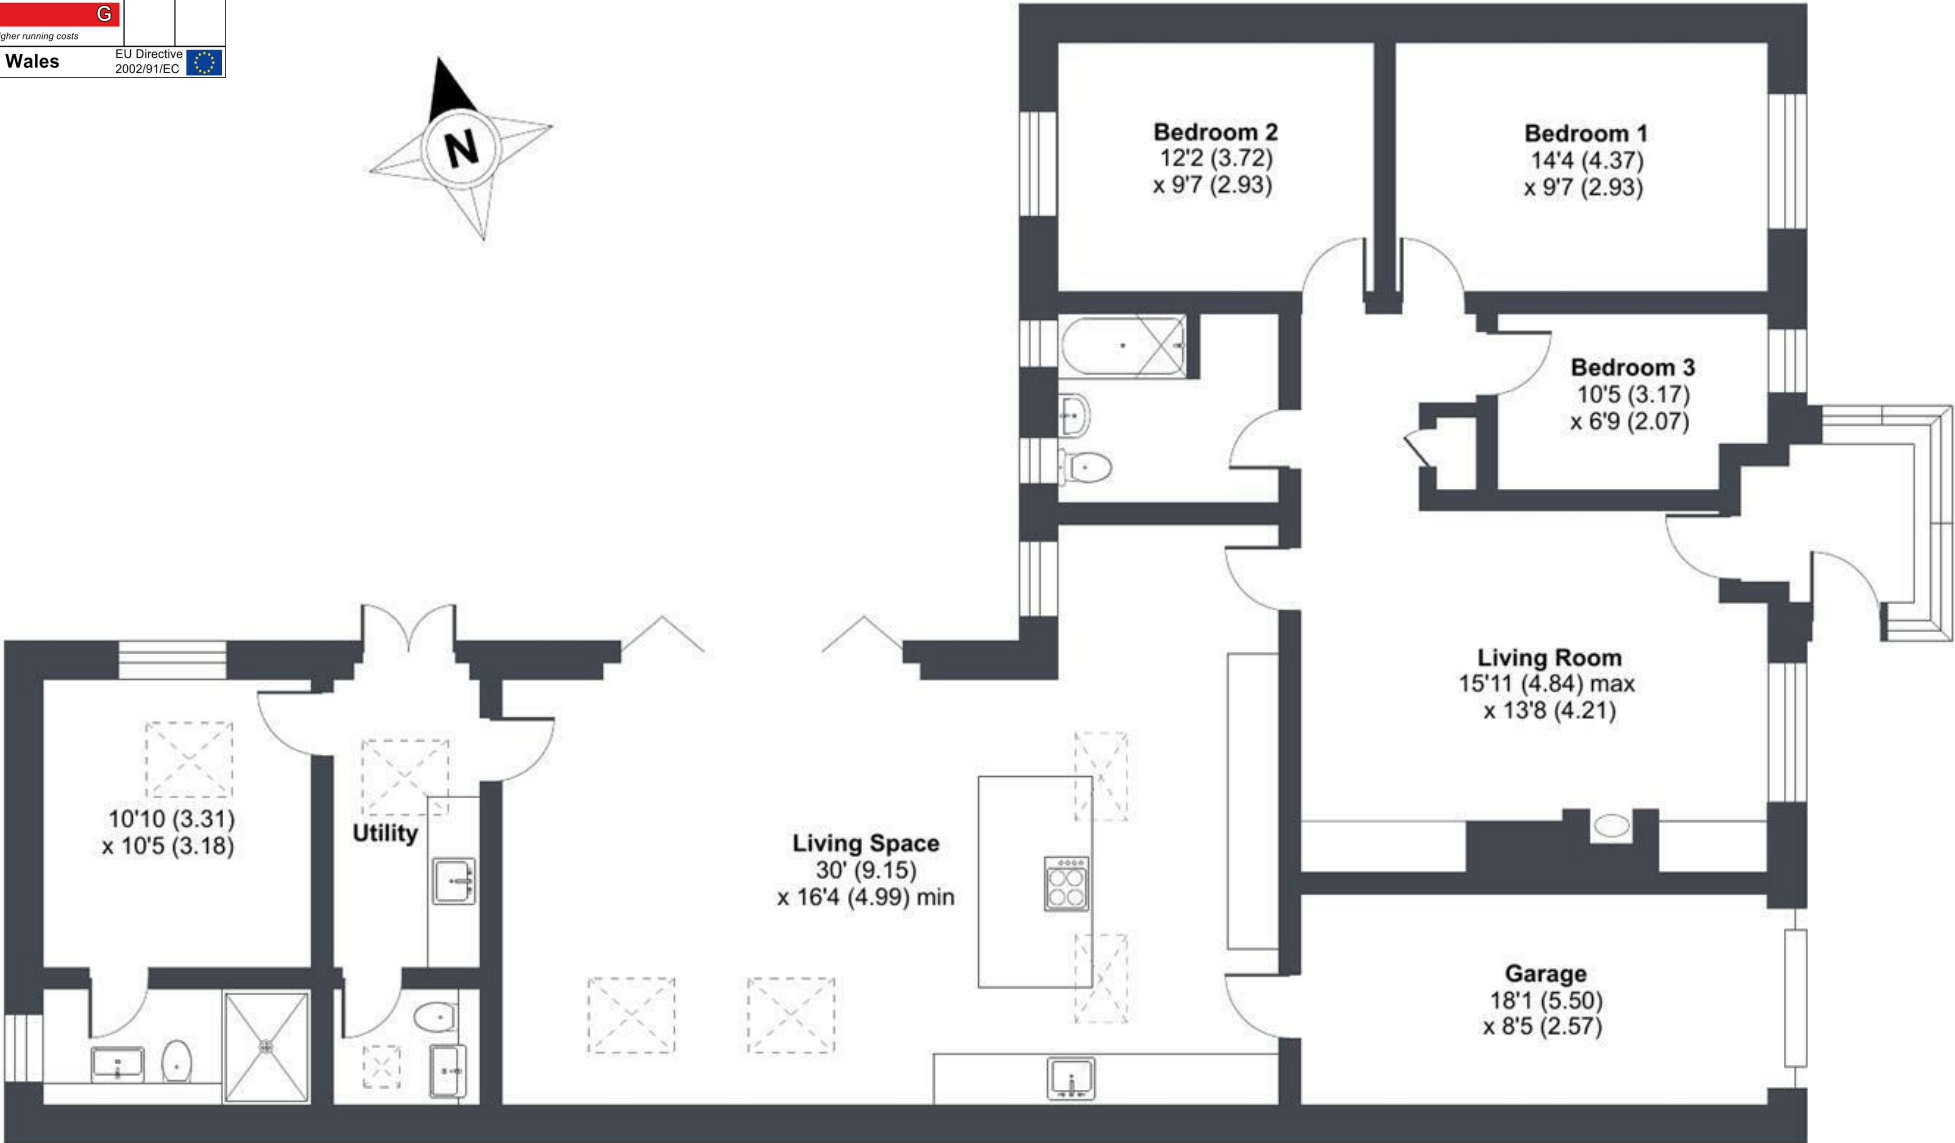 G
gher running costs
Wales
EU Directive
2002/91/EC
N
Bedroom 2
12'2 (3.72)
x 9'7 (2.93)
Bedroom 1
14'4 (4.37)
x 9'7 (2.93)
Bedroom 3
10'5 (3.17)
x 6'9 (2.07)
Living Room
15'11 (4.84) max
x 13'8 (4.21)
10'10 (3.31)
x 10'5 (3.18)
Utility
Living Space
30' (9.15)
x 16'4 (4.99) min
Garage
18'1 (5.50)
x 8'5 (2.57)